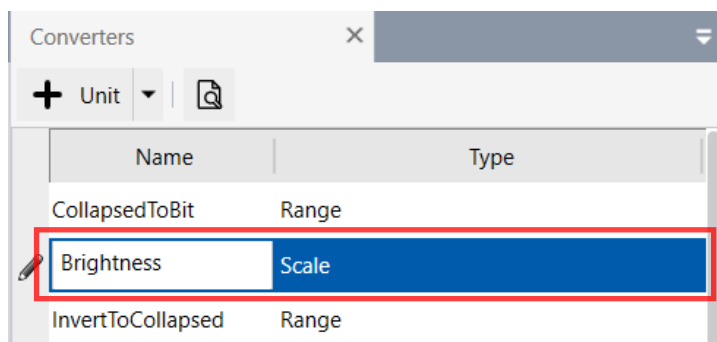 Converters
Unit
Name Type
CollapsedToBit Range
Brightness Scale
InvertToCollapsed Range